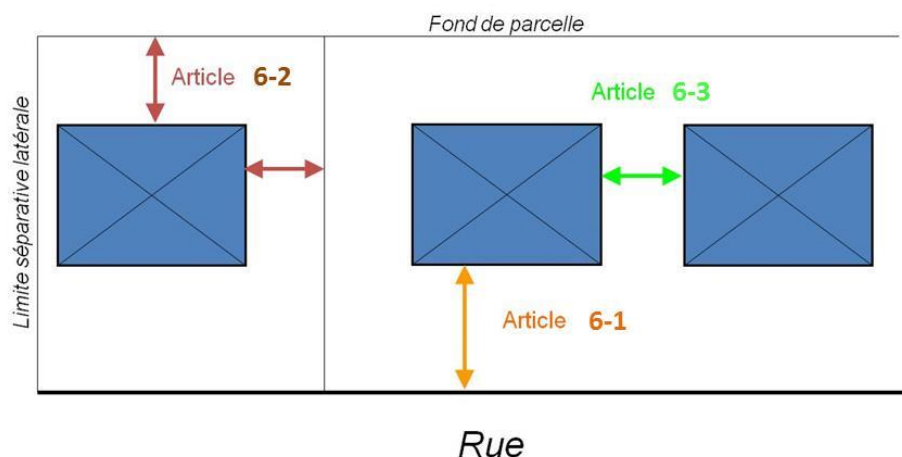 Fond de parcelle
Limite séparative latérale
Article 6-2
Article 6-3
Article 6-1
Rue